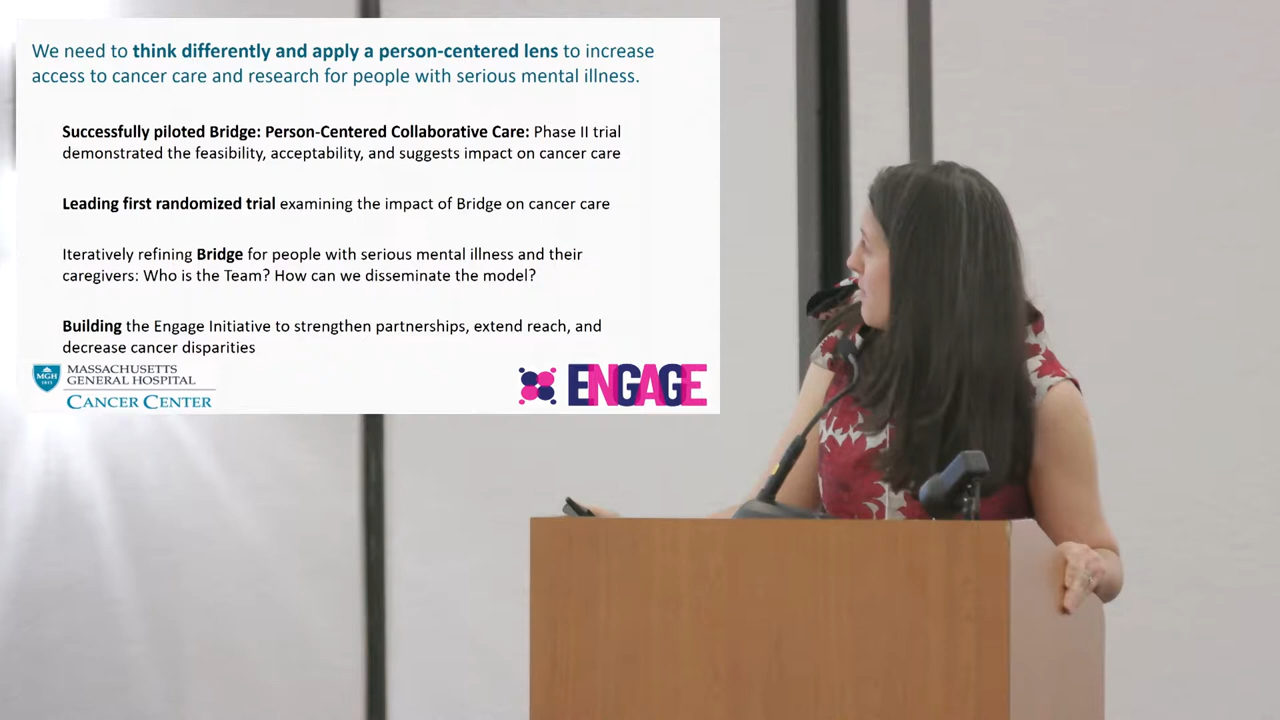 We need to think differently and apply a person-centered lens to increase
access to cancer care and research for people with serious mental illness.
Successfully piloted Bridge: Person-Centered Collaborative Care: Phase II trial
demonstrated the feasibility, acceptability, and suggests impact on cancer care
Leading first randomized trial examining the impact of Bridge on cancer care
Iteratively refining Bridge for people with serious mental illness and their
caregivers: Who is the Team? How can we disseminate the model?
Building the Engage Initiative to strengthen partnerships, extend reach, and
decrease cancer disparities
MGH
1811
MASSACHUSETTS
GENERAL HOSPITAL
CANCER CENTER
ENGAGE